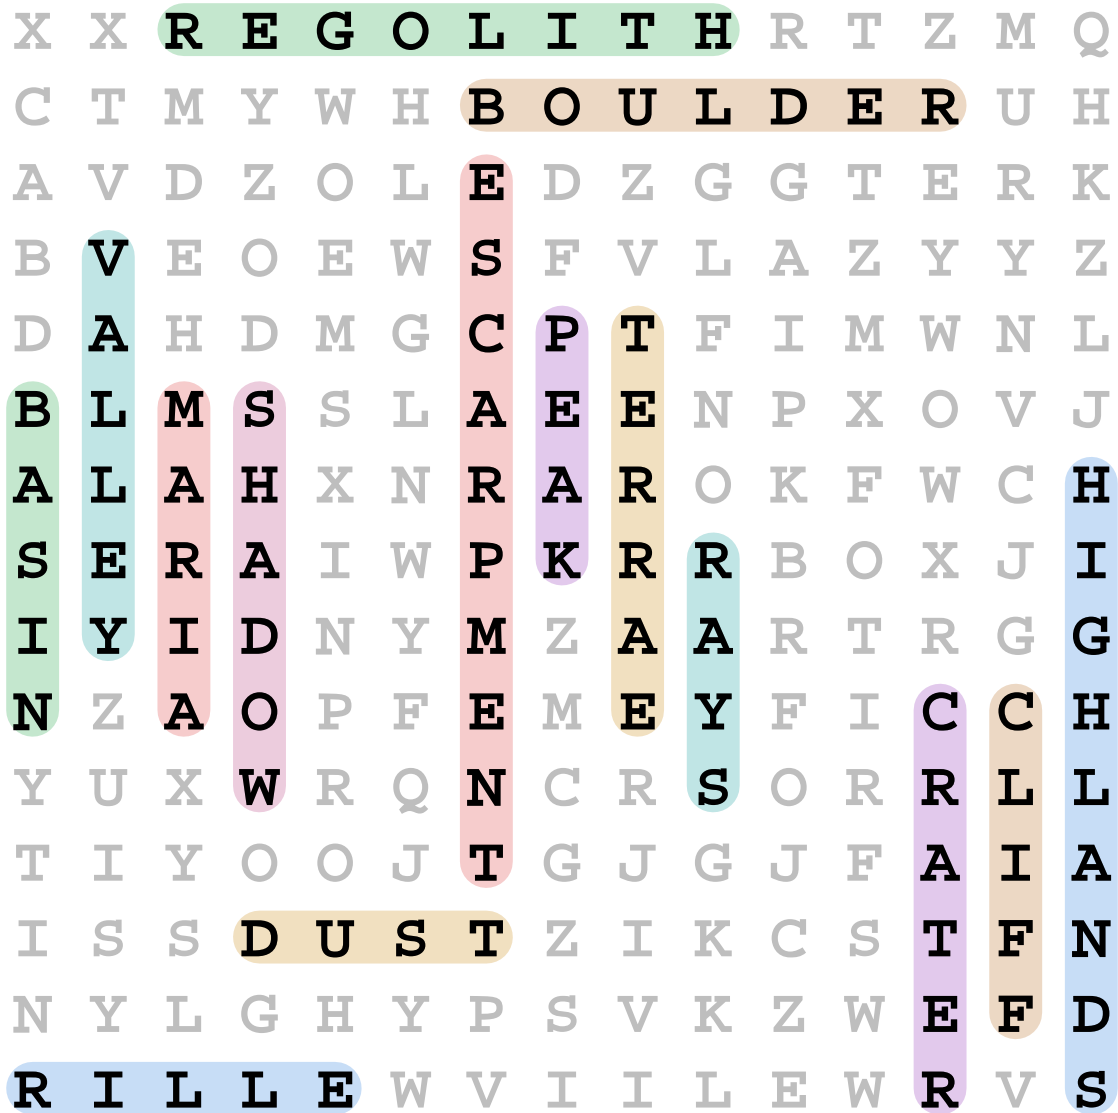 X X R E G O L I T H R T Z M Q
C T M Y W H B O U L D E R U H
A V D Z O L E D Z G G T E R K
B V E O E W S F V L A Z Y Y Z
D A H D M G C P T F I M W N L
B L M S S L A E E N P X O V J
A L A H X N R A R O K F W C H
S E R A I W P K R R B O X J I
I Y I D N Y M Z A A R T R G G
N Z A O P F E M E Y F I C C H
Y U X W R Q N C R S O R R L L
T I Y O O J T G J G J F A I A
I S S D U S T Z I K C S T F N
N Y L G H Y P S V K Z W E F D
R I L L E W V I I L E W R V S